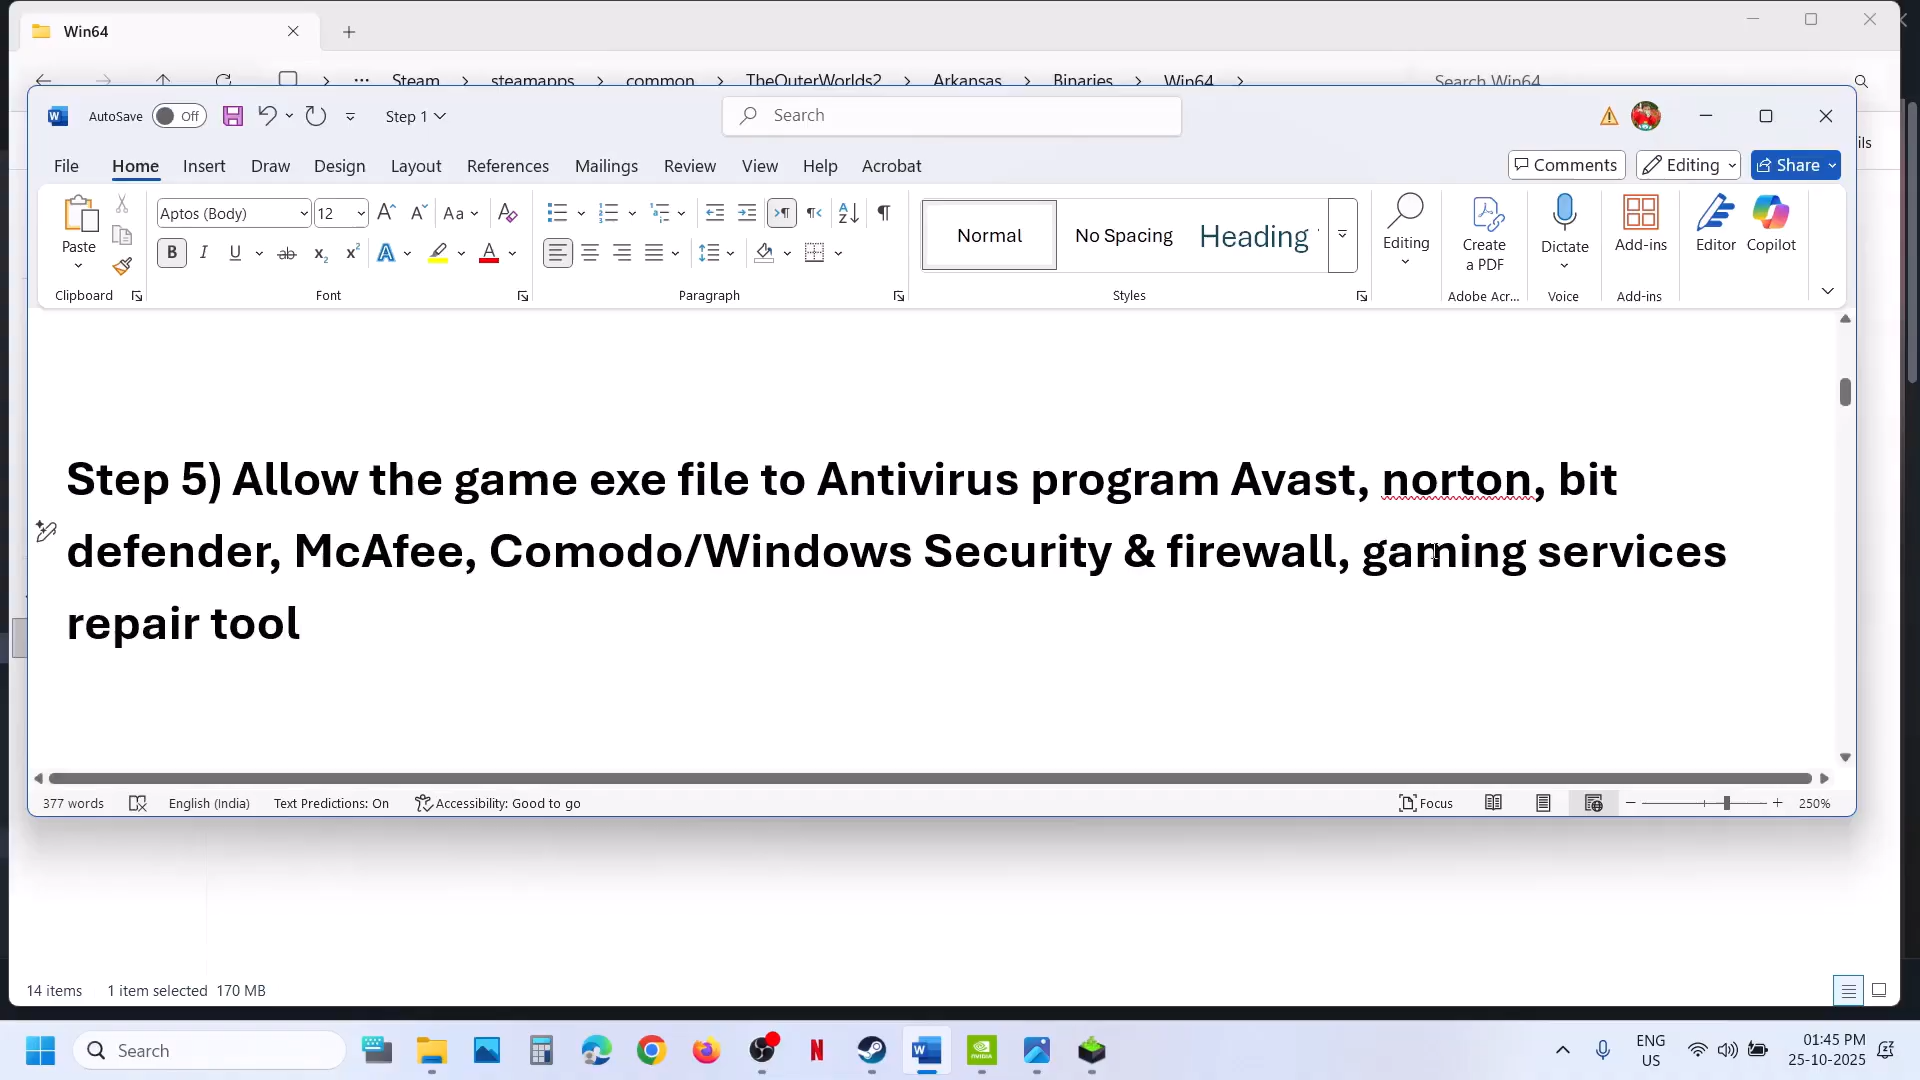 Win64
Steam > steamapps > common > TheOuterWorlds2 > Arkansas > Binaries > Win64 >
Search Win64
AutoSave Off
Step 1
Search
File Home Insert Draw Design Layout References Mailings Review View Help Acrobat
Comments Editing Share
ils
Aptos (Body) 12
Paste
Normal No Spacing Heading
Editing
Create a PDF
Dictate
Add-ins
Editor
Copilot
Clipboard Font Paragraph Styles Adobe Acr... Voice Add-ins
Step 5) Allow the game exe file to Antivirus program Avast, norton, bit
defender, McAfee, Comodo/Windows Security & firewall, gaming services
repair tool
377 words English (India) Text Predictions: On Accessibility: Good to go Focus 250%
14 items 1 item selected 170 MB
Search
ENG
US
01:45 PM
25-10-2025